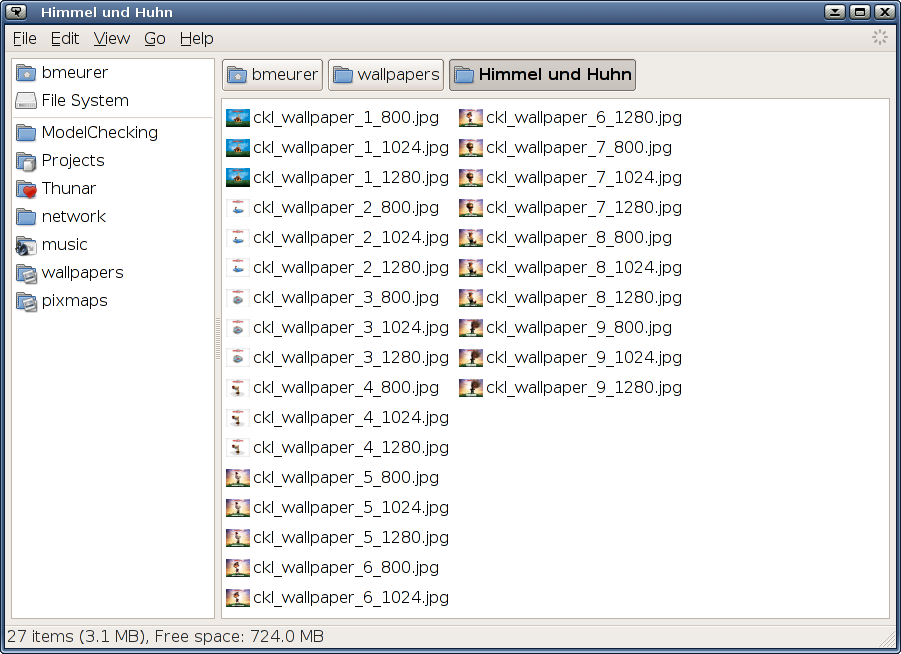 Himmel und Huhn
File Edit View Go Help
bmeurer
File System
ModelChecking
Projects
Thunar
network
music
wallpapers
pixmaps
bmeurer wallpapers Himmel und Huhn
ckl_wallpaper_1_800.jpg
ckl_wallpaper_1_1024.jpg
ckl_wallpaper_1_1280.jpg
ckl_wallpaper_2_800.jpg
ckl_wallpaper_2_1024.jpg
ckl_wallpaper_2_1280.jpg
ckl_wallpaper_3_800.jpg
ckl_wallpaper_3_1024.jpg
ckl_wallpaper_3_1280.jpg
ckl_wallpaper_4_800.jpg
ckl_wallpaper_4_1024.jpg
ckl_wallpaper_4_1280.jpg
ckl_wallpaper_5_800.jpg
ckl_wallpaper_5_1024.jpg
ckl_wallpaper_5_1280.jpg
ckl_wallpaper_6_800.jpg
ckl_wallpaper_6_1024.jpg
ckl_wallpaper_6_1280.jpg
ckl_wallpaper_7_800.jpg
ckl_wallpaper_7_1024.jpg
ckl_wallpaper_7_1280.jpg
ckl_wallpaper_8_800.jpg
ckl_wallpaper_8_1024.jpg
ckl_wallpaper_8_1280.jpg
ckl_wallpaper_9_800.jpg
ckl_wallpaper_9_1024.jpg
ckl_wallpaper_9_1280.jpg
27 items (3.1 MB), Free space: 724.0 MB